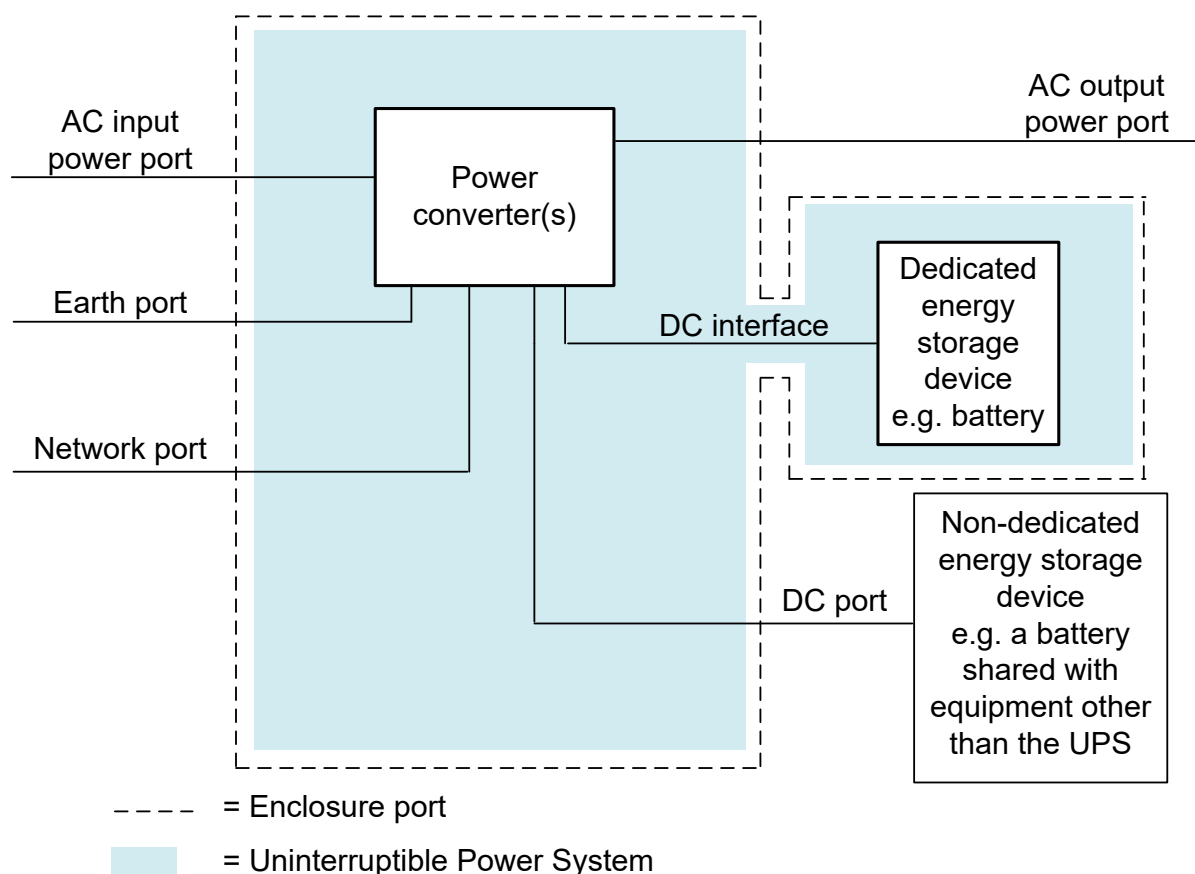 AC input
power port
AC output
power port
Power
converter(s)
Earth port
DC interface
Dedicated
energy
storage
device
e.g. battery
Network port
DC port
Non-dedicated
energy storage
device
e.g. a battery
shared with
equipment other
than the UPS
= Enclosure port
= Uninterruptible Power System